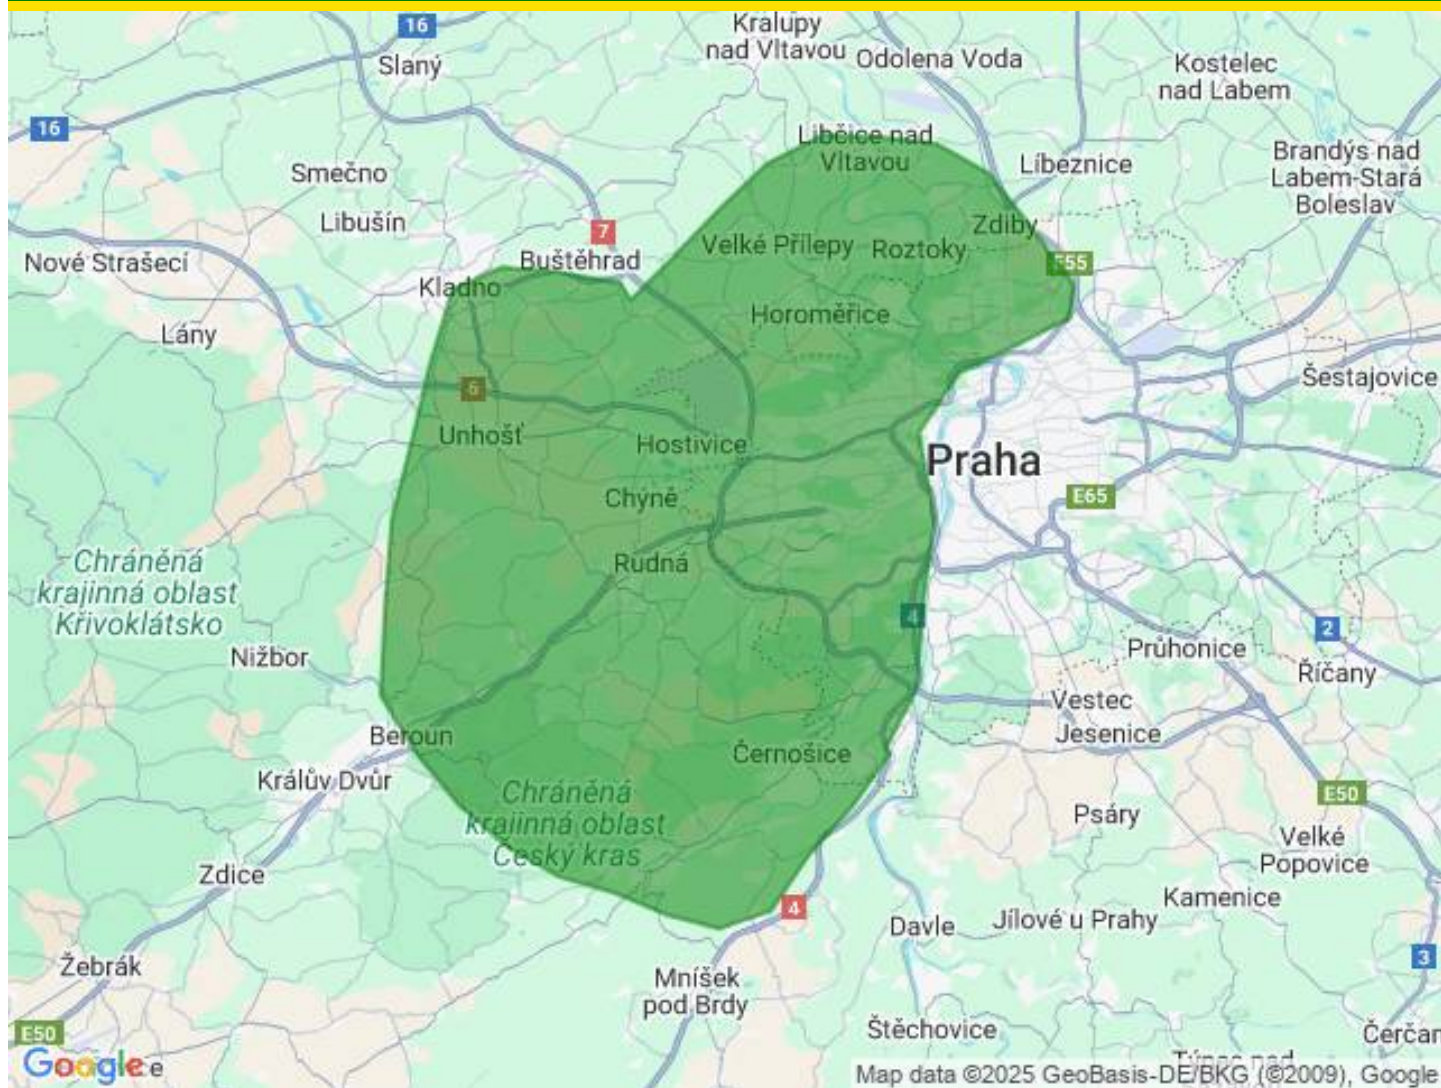 16
Kralupy
nad Vltavou
Odolena Voda
Slaný
Kostelec
nad Labem
16
Libčice nad
Vltavou
Líbeznice
Brandýs nad
Labem-Stará
Boleslav
Smečno
Libušín
7
Zdiby
Velké Přílepy
Roztoky
Nové Strašecí
Buštěhrad
E55
Kladno
Horoměřice
Lány
Šestajovice
6
Unhošť
Hostivice
Praha
Chýně
E65
Chráněná
krajinná oblast
Křivoklátsko
Rudná
4
2
Nižbor
Průhonice
Říčany
Vestec
Beroun
Černošice
Jesenice
Králův Dvůr
Chráněná
krajinná oblast
Český kras
E50
Psáry
Velké
Popovice
Zdice
Kamenice
4
Davle
Jílové u Prahy
Žebrák
3
Mníšek
pod Brdy
E50
Štěchovice
Čerčan
Google
Týnec nad
Map data ©2025 GeoBasis-DE/BKG (©2009), Google